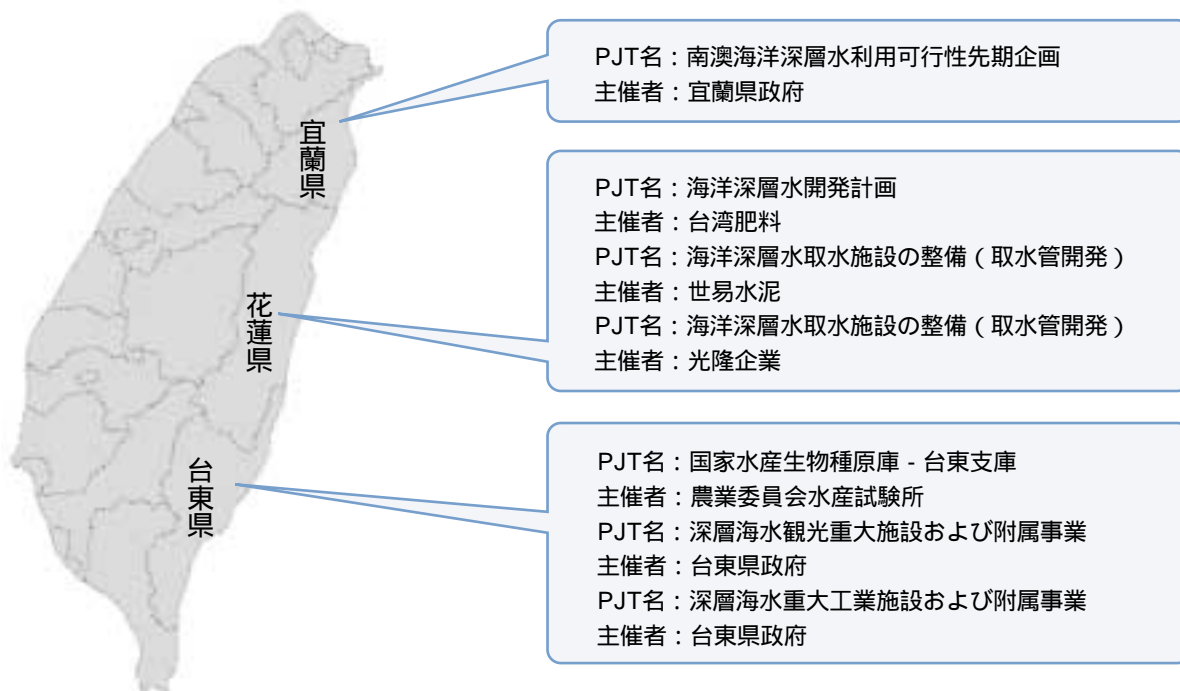 宜蘭県
PJT名：南澳海洋深層水利用可行性先期企画
主催者：宜蘭県政府
花蓮県
PJT名：海洋深層水開発計画
主催者：台湾肥料
PJT名：海洋深層水取水施設の整備（取水管開発）
主催者：世易水泥
PJT名：海洋深層水取水施設の整備（取水管開発）
主催者：光隆企業
台東県
PJT名：国家水産生物種原庫 - 台東支庫
主催者：農業委員会水産試験所
PJT名：深層海水観光重大施設および附属事業
主催者：台東県政府
PJT名：深層海水重大工業施設および附属事業
主催者：台東県政府